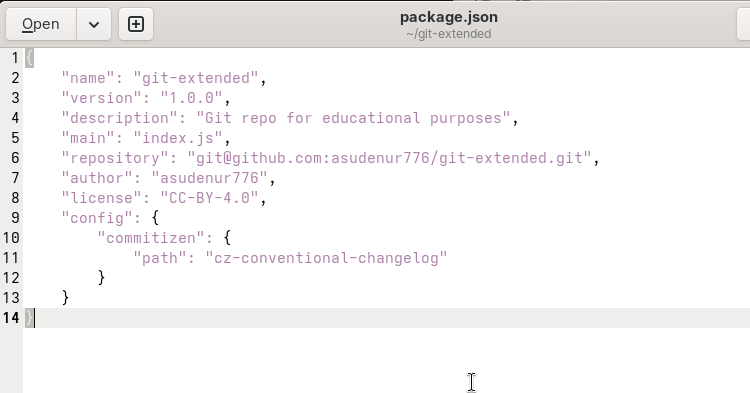 Open
package.json
~/git-extended
1 {
2     "name": "git-extended",
3     "version": "1.0.0",
4     "description": "Git repo for educational purposes",
5     "main": "index.js",
6     "repository": "git@github.com:asudenur776/git-extended.git",
7     "author": "asudenur776",
8     "license": "CC-BY-4.0",
9     "config": {
10         "commitizen": {
11             "path": "cz-conventional-changelog"
12         }
13     }
14 }